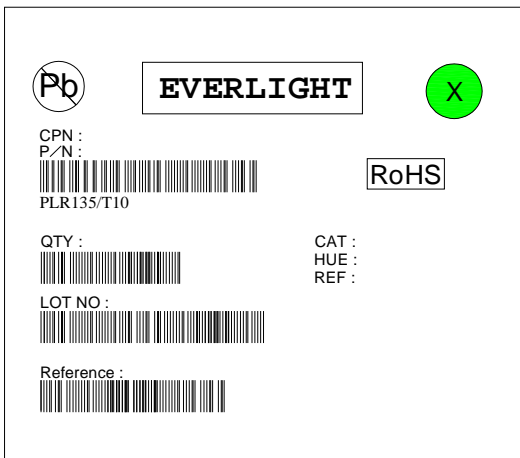 Pb
EVERLIGHT
X
CPN :
P/N :
RoHS
PLR135/T10
QTY :
CAT :
HUE :
REF :
LOT NO :
Reference :